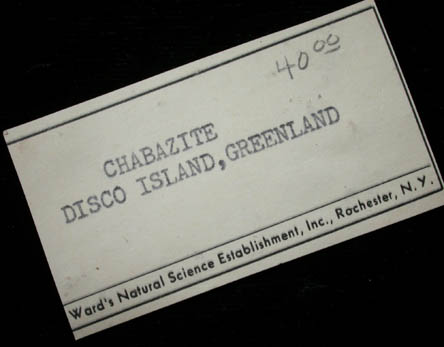 40 00
CHABAZITE
DISCO ISLAND, GREENLAND
Ward's Natural Science Establishment, Inc., Rochester, N.Y.